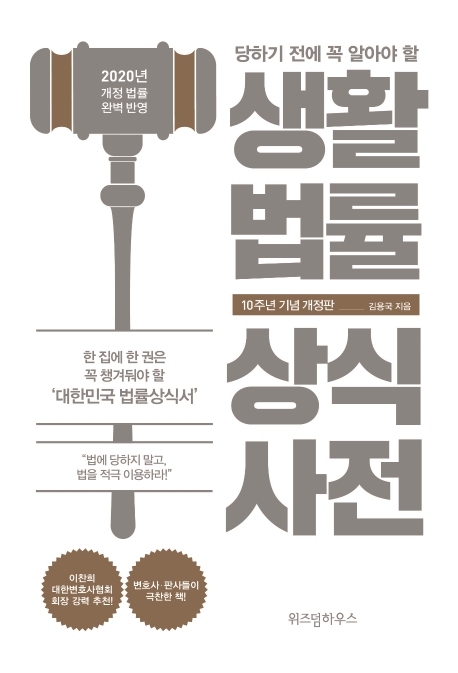 당하기 전에 꼭 알아야 할
생활
법률
10주년 기념 개정판
김용국 지음
상식
사전
2020년
개정 법률
완벽 반영
한 집에 한 권은
꼭 챙겨둬야 할
‘대한민국 법률상식서’
“법에 당하지 말고,
법을 적극 이용하라!”
이찬희
대한변호사협회
회장 강력 추천!
변호사·판사들이
극찬한 책!
위즈덤하우스